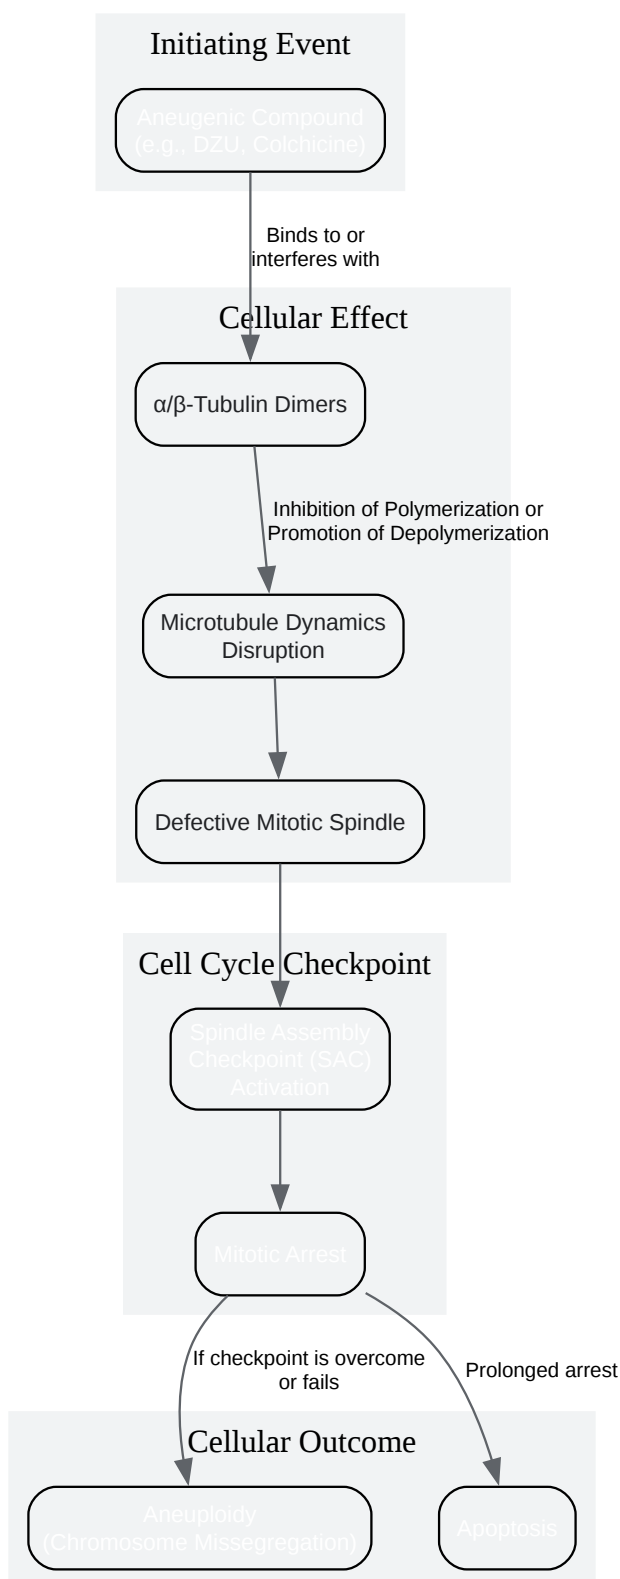 Initiating Event
Aneugenic Compound
(e.g., DZU, Colchicine)
Binds to or
interferes with
Cellular Effect
α/β-Tubulin Dimers
Inhibition of Polymerization or
Promotion of Depolymerization
Microtubule Dynamics
Disruption
Defective Mitotic Spindle
Cell Cycle Checkpoint
Spindle Assembly
Checkpoint (SAC)
Activation
Mitotic Arrest
If checkpoint is overcome
or fails
Prolonged arrest
Cellular Outcome
Aneuploidy
(Chromosome Missegregation)
Apoptosis